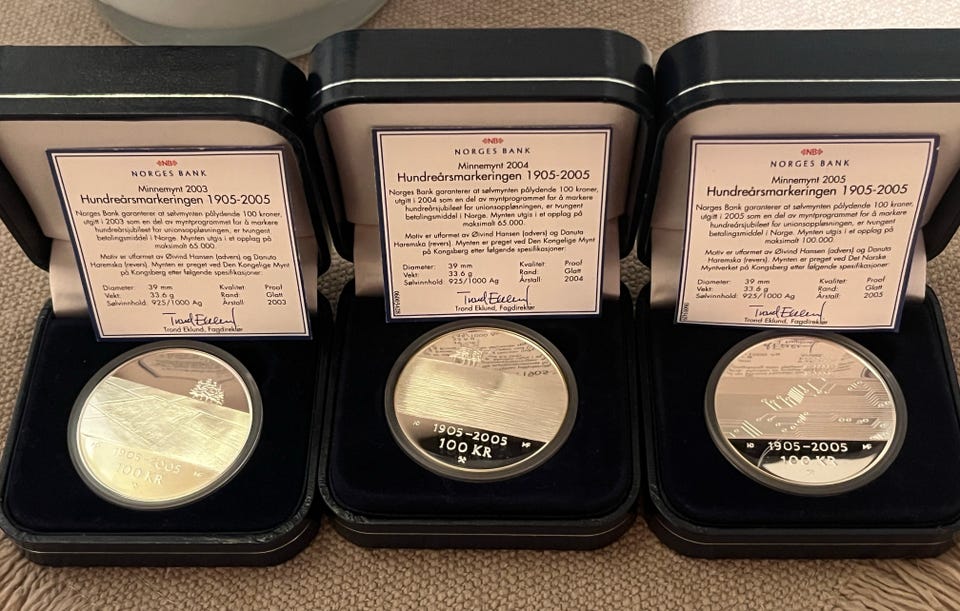 NB
NORGES BANK
Minnemynt 2003
Hundreårsmarkeringen 1905-2005
Norges Bank garanterer at sølvmynten pålydende 100 kroner,
utgitt i 2003 som en del av myntprogrammet for å markere
hundreårsjubileet for unionsoppløsningen, er tvungent
betalingsmiddel i Norge. Mynten utgis i et opplag på
maksimalt 65 000.
Motiv er utformet av Øivind Hansen (advers) og Danuta
Haremska (revers). Mynten er preget ved Den Kongelige Mynt
på Kongsberg etter følgende spesifikasjoner:
Diameter: 39 mm Kvalitet: Proof
Vekt: 33.6 g Rand: Glatt
Sølvinnhold: 925/1000 Ag Årstall: 2003
Trond Eklund, Fagdirektør
1905-2005
100 KR
NB
NORGES BANK
Minnemynt 2004
Hundreårsmarkeringen 1905-2005
Norges Bank garanterer at sølvmynten pålydende 100 kroner,
utgitt i 2004 som en del av myntprogrammet for å markere
hundreårsjubileet for unionsoppløsningen, er tvungent
betalingsmiddel i Norge. Mynten utgis i et opplag på
maksimalt 65 000.
Motiv er utformet av Øivind Hansen (advers) og Danuta
Haremska (revers). Mynten er preget ved Den Kongelige Mynt
på Kongsberg etter følgende spesifikasjoner:
Diameter: 39 mm Kvalitet: Proof
Vekt: 33.6 g Rand: Glatt
Sølvinnhold: 925/1000 Ag Årstall 2004
Trond Eklund, Fagdirektør
1905-2005
100 KR
NB
NORGES BANK
Minnemynt 2005
Hundreårsmarkeringen 1905-2005
Norges Bank garanterer at sølvmynten pålydende 100 kroner,
utgitt i 2005 som en del av myntprogrammet for å markere
hundreårsjubileet for unionsoppløsningen, er tvungent
betalingsmiddel i Norge. Mynten utgis i et opplag på
maksimalt 100 000.
Motiv er utformet av Øivind Hansen (advers) og Danuta
Haremska (revers). Mynten er preget ved Det Norske
Myntverket på Kongsberg etter følgende spesifikasjoner:
Diameter: 39 mm Kvalitet: Proof
Vekt: 33.6 g Rand: Glatt
Sølvinnhold: 925/1000 Ag Årstall: 2005
Trond Eklund, Fagdirektør
1905-2005
100 KR